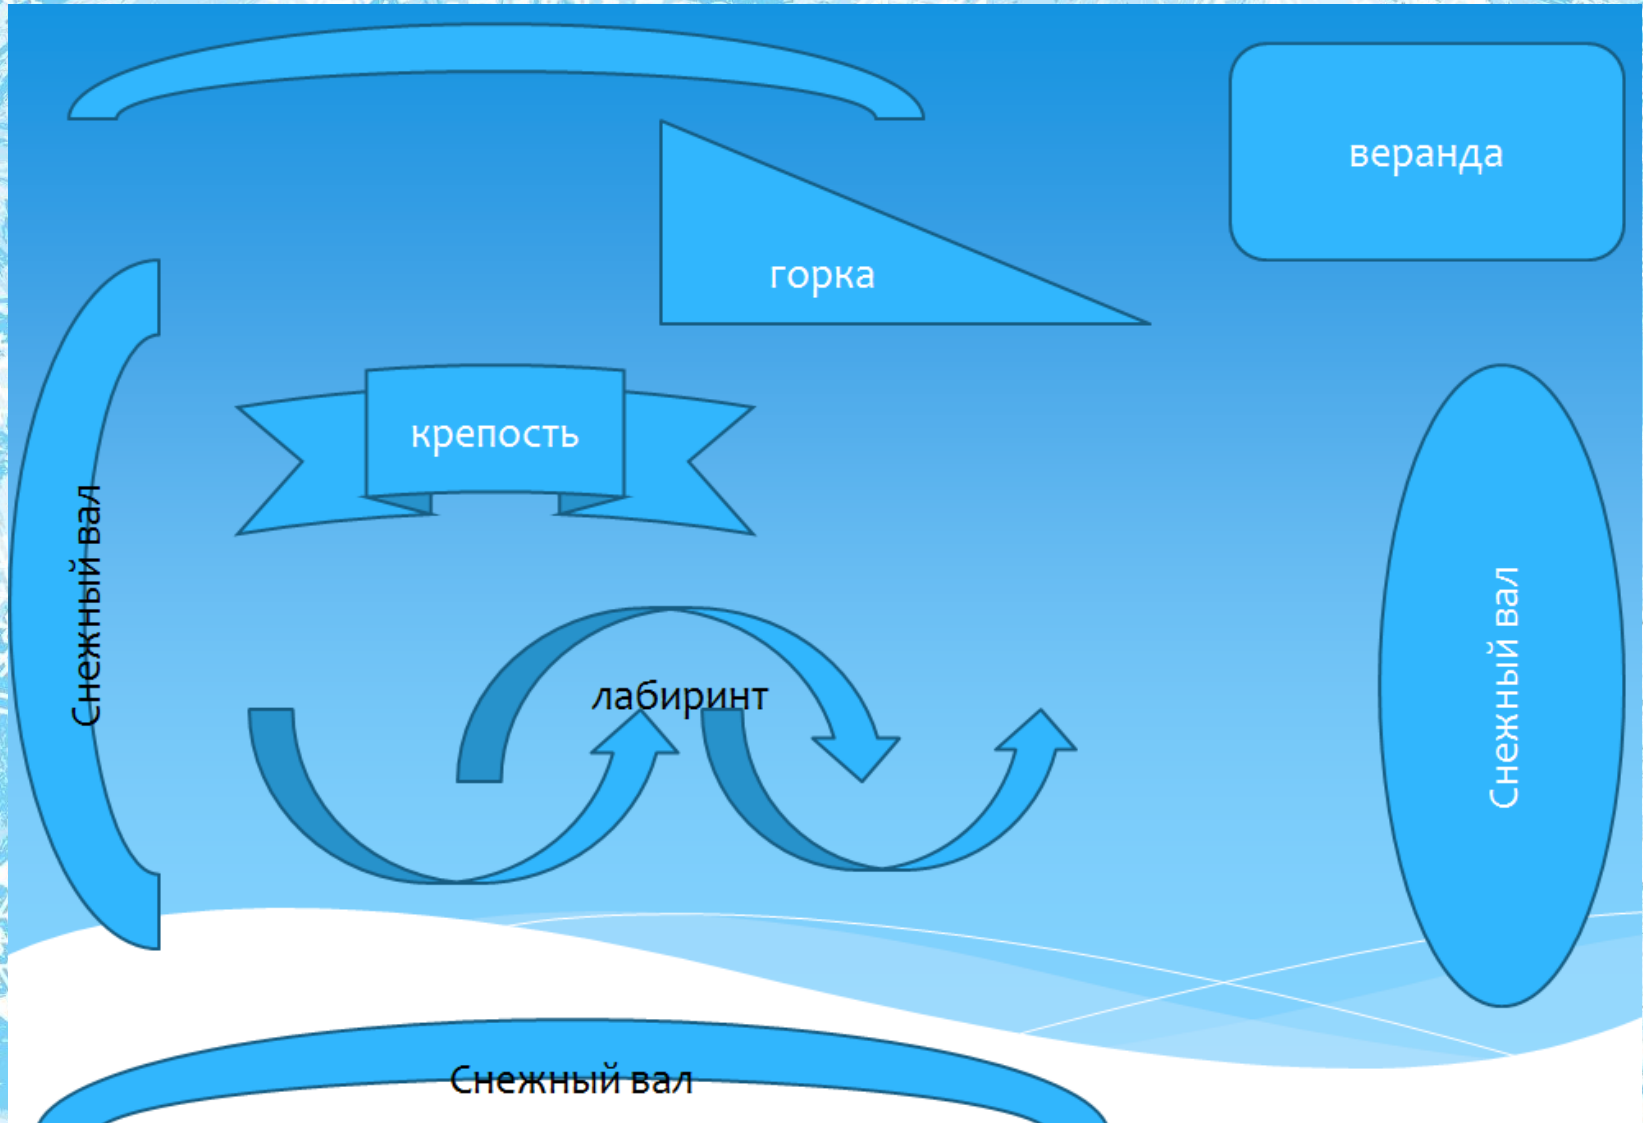 веранда
горка
крепость
Снежный вал
лабиринт
Снежный вал
Снежный вал